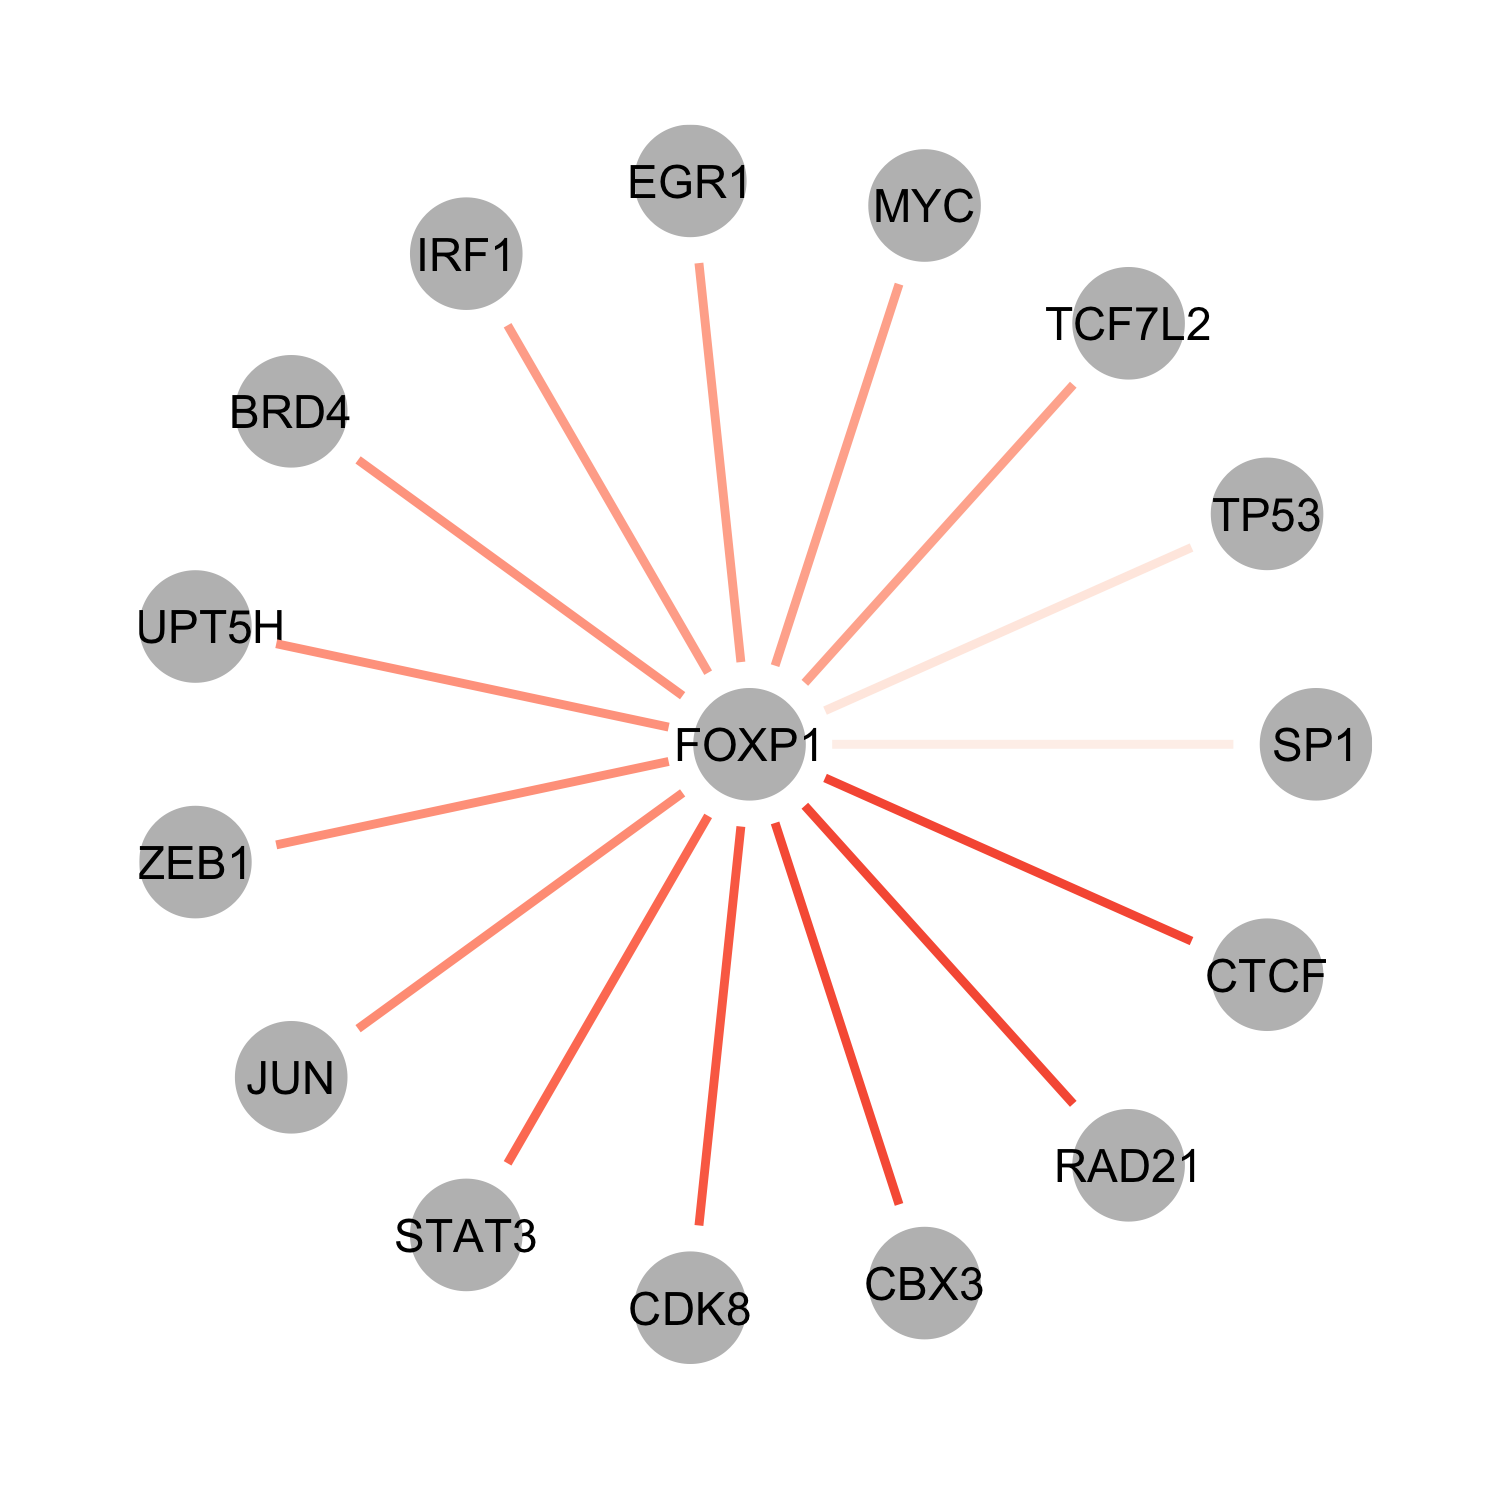 EGR1
MYC
IRF1
TCF7L2
BRD4
TP53
UPT5H
FOXP1
SP1
ZEB1
CTCF
JUN
RAD21
STAT3
CBX3
CDK8